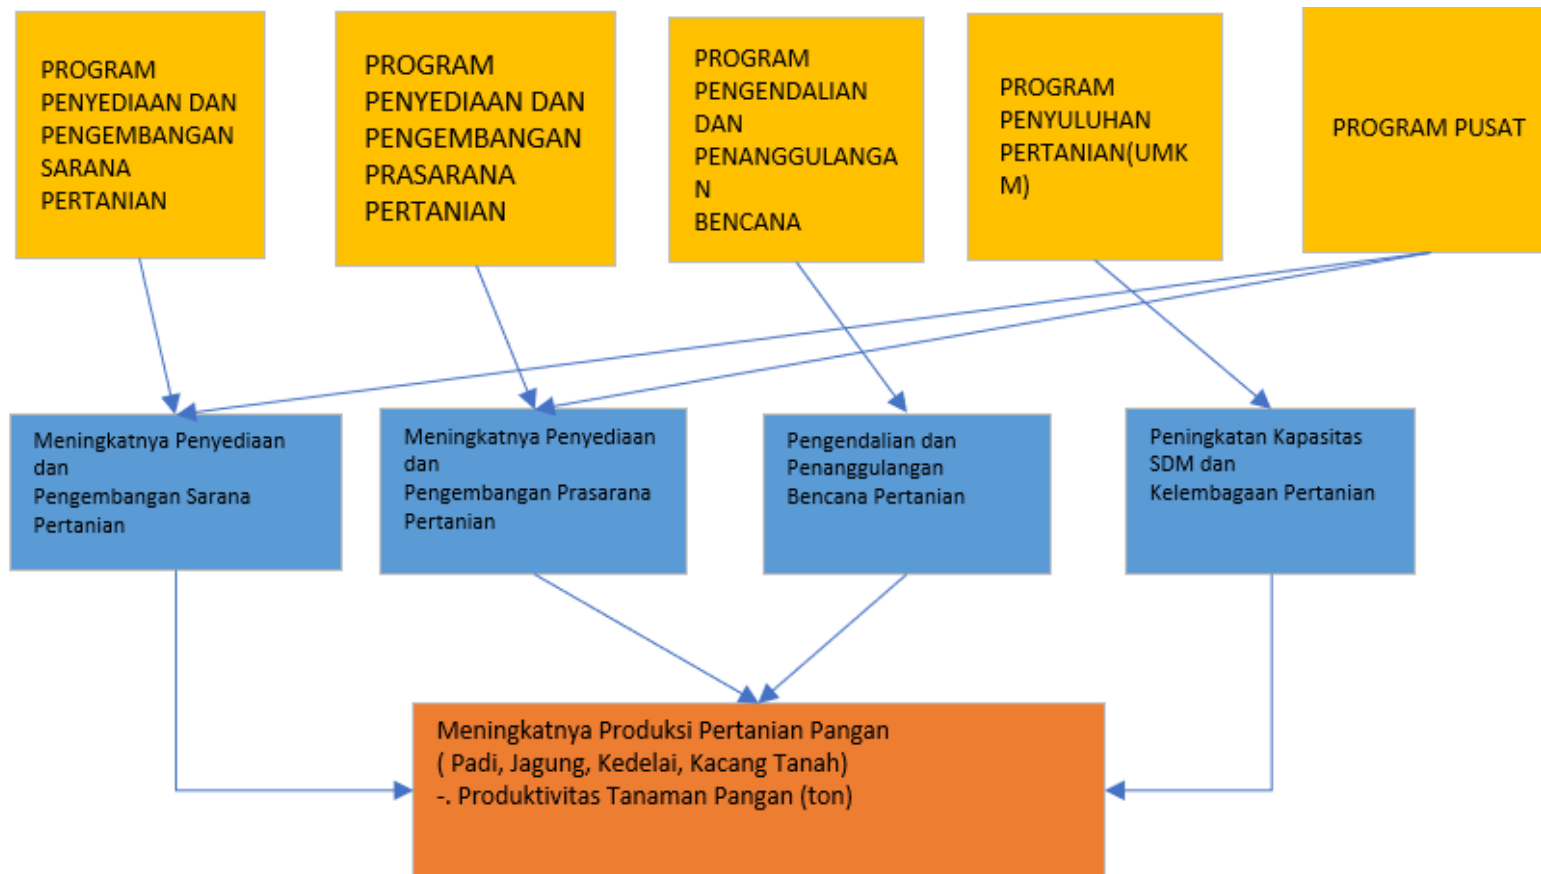 PROGRAM
PENYEDIAAN DAN
PENGEMBANGAN
SARANA
PERTANIAN
PROGRAM
PENYEDIAAN DAN
PENGEMBANGAN
PRASARANA
PERTANIAN
PROGRAM
PENGENDALIAN
DAN
PENANGGULANGA
N
BENCANA
PROGRAM
PENYULUHAN
PERTANIAN(UMK
M)
PROGRAM PUSAT
Meningkatnya Penyediaan
dan
Pengembangan Sarana
Pertanian
Meningkatnya Penyediaan
dan
Pengembangan Prasarana
Pertanian
Pengendalian dan
Penanggulangan
Bencana Pertanian
Peningkatan Kapasitas
SDM dan
Kelembagaan Pertanian
Meningkatnya Produksi Pertanian Pangan
( Padi, Jagung, Kedelai, Kacang Tanah)
-. Produktivitas Tanaman Pangan (ton)